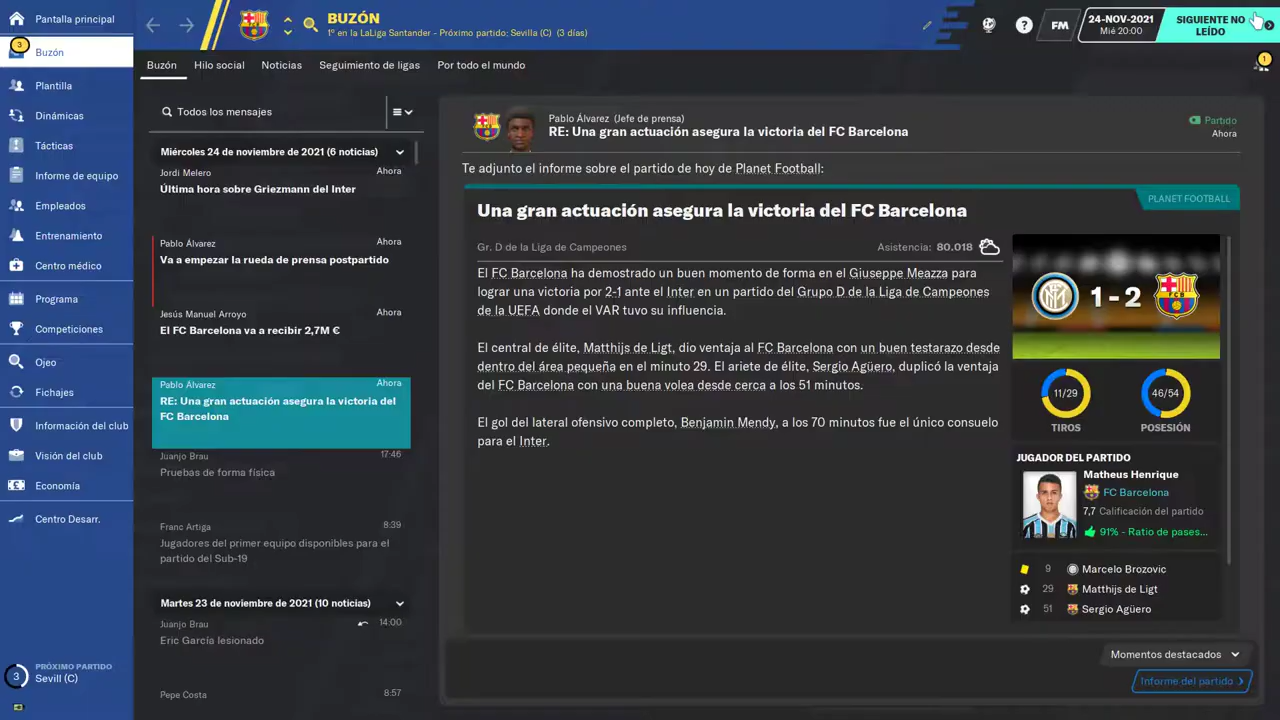 Pantalla principal
3
Buzón
Plantilla
Dinámicas
Tácticas
Informe de equipo
Empleados
Entrenamiento
Centro médico
Programa
Competiciones
Ojeo
Fichajes
Información del club
Visión del club
Economía
Centro Desarr.
3
PRÓXIMO PARTIDO
Sevill (C)
BUZÓN
1º en la LaLiga Santander - Próximo partido; Sevilla (C) (3 días)
FM
24-NOV-2021
Mié 20:00
SIGUIENTE NO
LEÍDO
Buzón Hilo social Noticias Seguimiento de ligas Por todo el mundo
1
Todos los mensajes
Miércoles 24 de noviembre de 2021 (6 noticias)
Jordi Melero Ahora
Última hora sobre Griezmann del Inter
Pablo Álvarez Ahora
Va a empezar la rueda de prensa postpartido
Jesús Manuel Arroyo Ahora
El FC Barcelona va a recibir 2,7M €
Pablo Álvarez Ahora
RE: Una gran actuación asegura la victoria del
FC Barcelona
Juanjo Brau 17:46
Pruebas de forma física
Franc Artiga 8:39
Jugadores del primer equipo disponibles para el
partido del Sub-19
Martes 23 de noviembre de 2021 (10 noticias)
Juanjo Brau 14:00
Eric García lesionado
Pepe Costa 8:57
Pablo Álvarez (Jefe de prensa)
RE: Una gran actuación asegura la victoria del FC Barcelona
Partido
Ahora
Te adjunto el informe sobre el partido de hoy de Planet Football:
PLANET FOOTBALL
Una gran actuación asegura la victoria del FC Barcelona
Gr. D de la Liga de Campeones Asistencia: 80.018
El FC Barcelona ha demostrado un buen momento de forma en el Giuseppe Meazza para
lograr una victoria por 2-1 ante el Inter en un partido del Grupo D de la Liga de Campeones
de la UEFA donde el VAR tuvo su influencia.
El central de élite, Matthijs de Ligt, dio ventaja al FC Barcelona con un buen testarazo desde
dentro del área pequeña en el minuto 29. El ariete de élite, Sergio Agüero, duplicó la ventaja
del FC Barcelona con una buena volea desde cerca a los 51 minutos.
El gol del lateral ofensivo completo, Benjamin Mendy, a los 70 minutos fue el único consuelo
para el Inter.
1 - 2
11/29
TIROS
46/54
POSESIÓN
JUGADOR DEL PARTIDO
Matheus Henrique
FC Barcelona
7,7 Calificación del partido
91% - Ratio de pases...
9 Marcelo Brozovic
29 Matthijs de Ligt
51 Sergio Agüero
Momentos destacados
Informe del partido